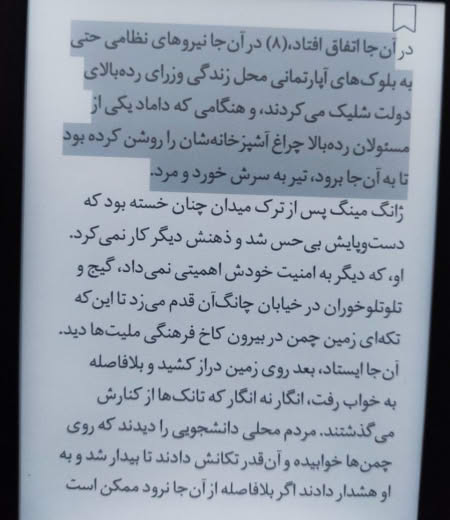 در آن‌جا اتفاق افتاد،(۸) در آن‌جا نیروهای نظامی حتی
به بلوک‌های آپارتمانی محل زندگی وزرای رده‌بالای
دولت شلیک می‌کردند، و هنگامی که داماد یکی از
مسئولان رده‌بالا چراغ آشپزخانه‌شان را روشن کرده بود
تا به آن‌جا برود، تیر به سرش خورد و مرد.
ژانگ مینگ پس از ترک میدان چنان خسته بود که
دست‌وپایش بی‌حس شد و ذهنش دیگر کار نمی‌کرد.
او، که دیگر به امنیت خودش اهمیتی نمی‌داد، گیج و
تلوتلوخوران در خیابان چانگ‌آن قدم می‌زد تا این‌که
تکه‌ای زمین چمن در بیرون کاخ فرهنگی ملیت‌ها دید.
آن‌جا ایستاد، بعد روی زمین دراز کشید و بلافاصله
به خواب رفت، انگار نه انگار که تانک‌ها از کنارش
می‌گذشتند. مردم محلی دانشجویی را دیدند که روی
چمن‌ها خوابیده و آن‌قدر تکانش دادند تا بیدار شد و به
او هشدار دادند اگر بلافاصله از آن‌جا نرود ممکن است